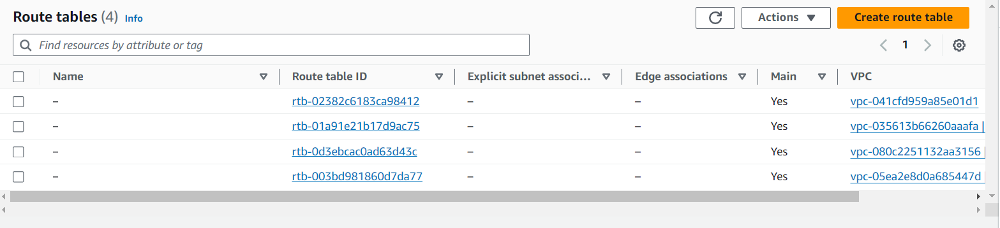 Route tables (4) Info Actions Create route table
Find resources by attribute or tag 1
Name Route table ID Explicit subnet associ... Edge associations Main VPC
– rtb-02382c6183ca98412 – – Yes vpc-041cfd959a85e01d1
– rtb-01a91e21b17d9ac75 – – Yes vpc-035613b66260aaafa |
– rtb-0d3ebcac0ad63d43c – – Yes vpc-080c2251132aa3156 |
– rtb-003bd981860d7da77 – – Yes vpc-05ea2e8d0a685447d |